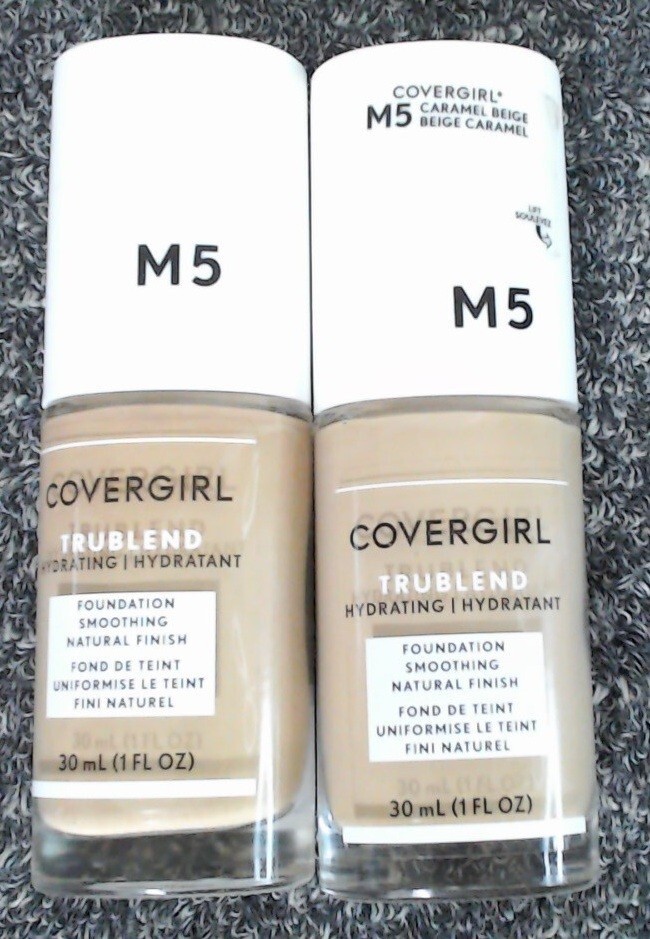 M5
COVERGIRL
TRUBLEND
HYDRATING | HYDRATANT
FOUNDATION
SMOOTHING
NATURAL FINISH
FOND DE TEINT
UNIFORMISE LE TEINT
FINI NATUREL
30 mL (1 FL OZ)
COVERGIRL®
M5 CARAMEL BEIGE
BEIGE CARAMEL
LIFT
SOULEVEZ
M5
COVERGIRL
TRUBLEND
HYDRATING | HYDRATANT
FOUNDATION
SMOOTHING
NATURAL FINISH
FOND DE TEINT
UNIFORMISE LE TEINT
FINI NATUREL
30 mL (1 FL OZ)